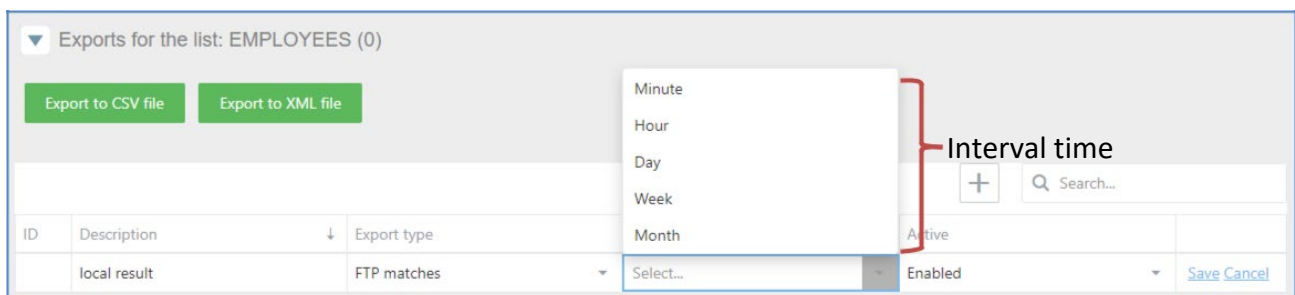 Exports for the list: EMPLOYEES (0)
Export to CSV file
Export to XML file
Minute
Hour
Day
Week
Month
Interval time
Search...
ID
Description
Export type
Active
local result
FTP matches
Select...
Enabled
Save Cancel